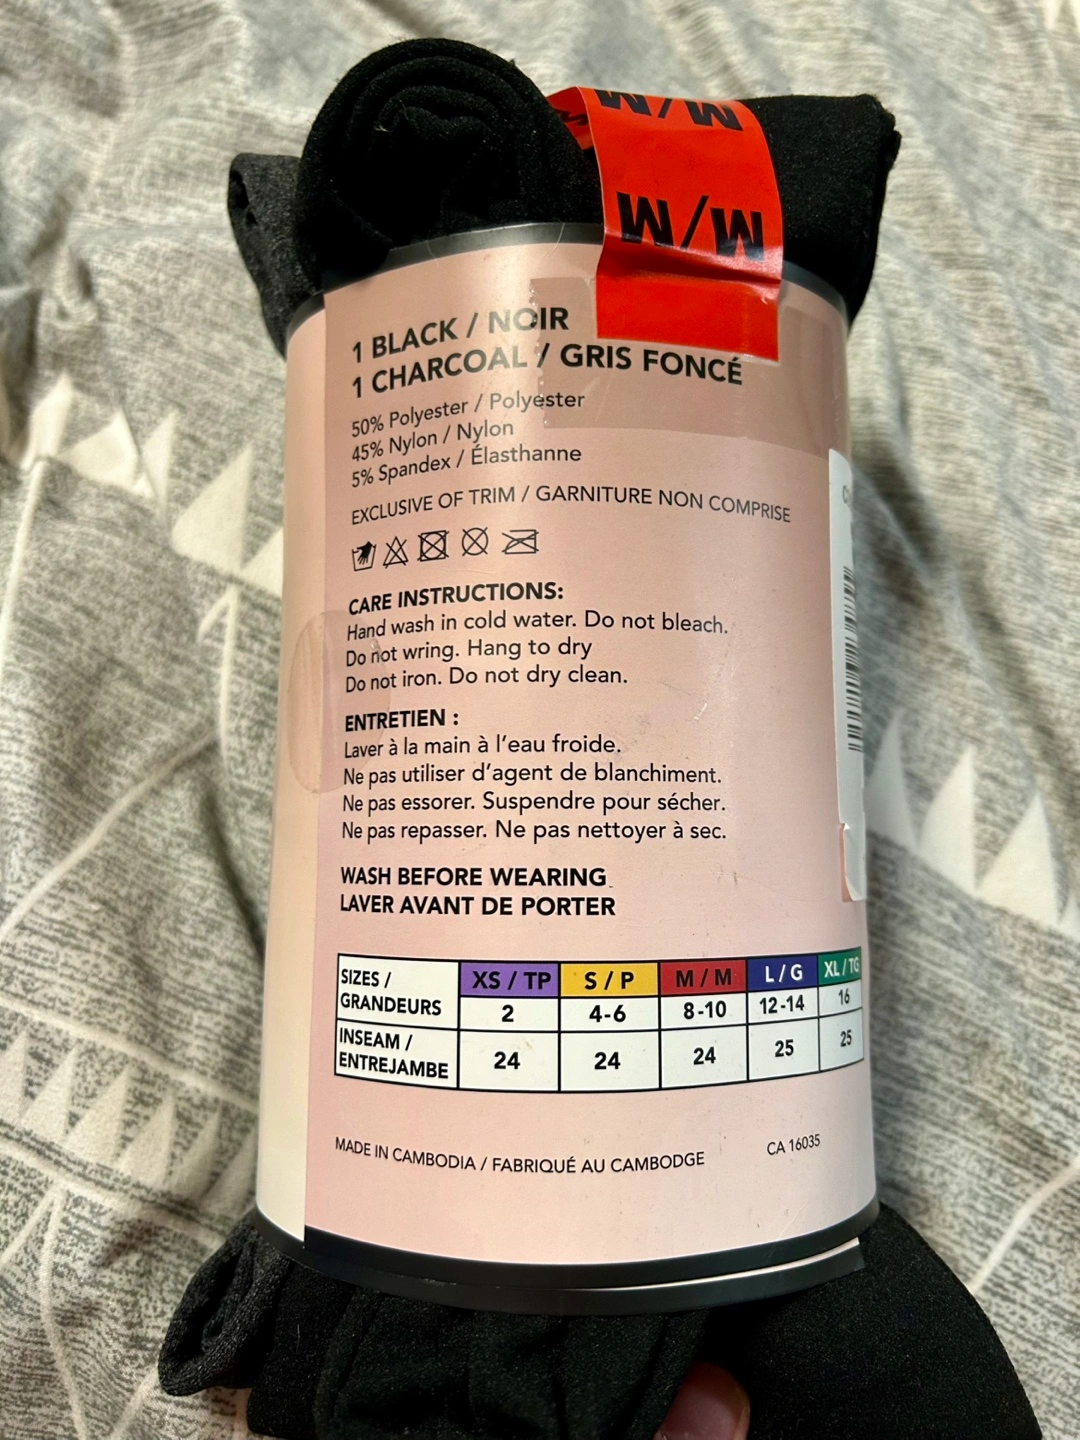 M/M
M/M
1 BLACK / NOIR
1 CHARCOAL / GRIS FONCÉ
50% Polyester / Polyester
45% Nylon / Nylon
5% Spandex / Élasthanne
EXCLUSIVE OF TRIM / GARNITURE NON COMPRISE
CARE INSTRUCTIONS:
Hand wash in cold water. Do not bleach.
Do not wring. Hang to dry
Do not iron. Do not dry clean.
ENTRETIEN :
Laver à la main à l'eau froide.
Ne pas utiliser d'agent de blanchiment.
Ne pas essorer. Suspendre pour sécher.
Ne pas repasser. Ne pas nettoyer à sec.
WASH BEFORE WEARING
LAVER AVANT DE PORTER
SIZES / GRANDEURS XS / TP S / P M / M L / G XL / TG
2 4-6 8-10 12-14 16
INSEAM / ENTREJAMBE 24 24 24 25 25
MADE IN CAMBODIA / FABRIQUÉ AU CAMBODGE CA 16035